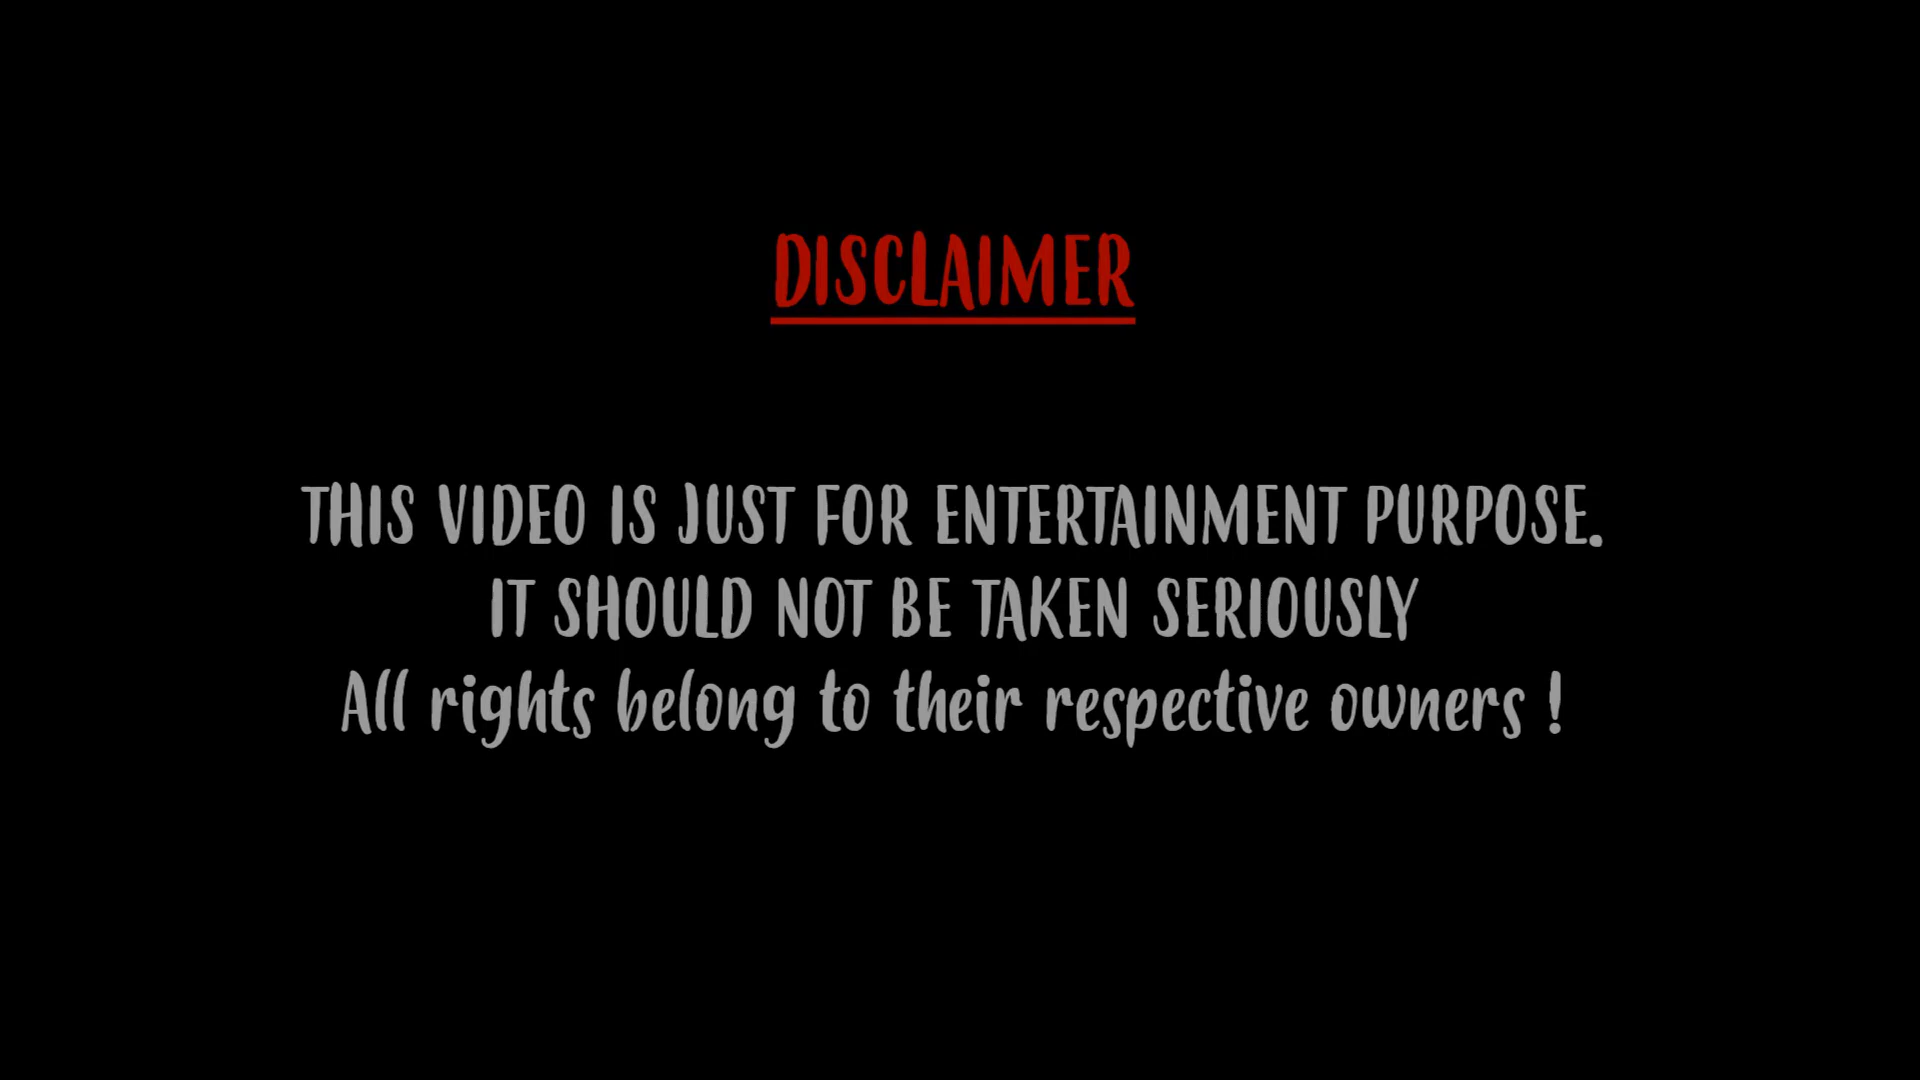 DISCLAIMER
THIS VIDEO IS JUST FOR ENTERTAINMENT PURPOSE.
IT SHOULD NOT BE TAKEN SERIOUSLY
All rights belong to their respective owners !